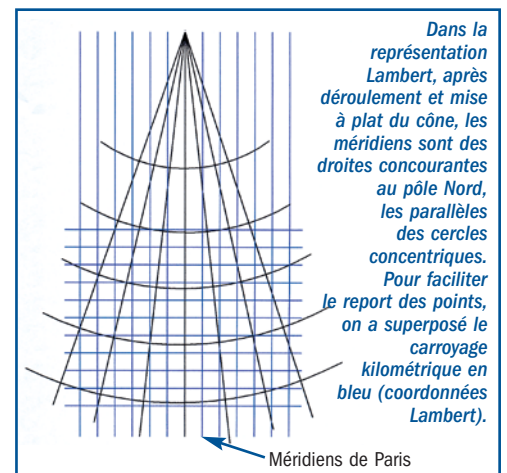 Dans la
représentation
Lambert, après
déroulement et mise
à plat du cône, les
méridiens sont des
droites concourantes
au pôle Nord,
les parallèles
des cercles
concentriques.
Pour faciliter
le report des points,
on a superposé le
carroyage
kilométrique en
bleu (coordonnées
Lambert).
Méridiens de Paris